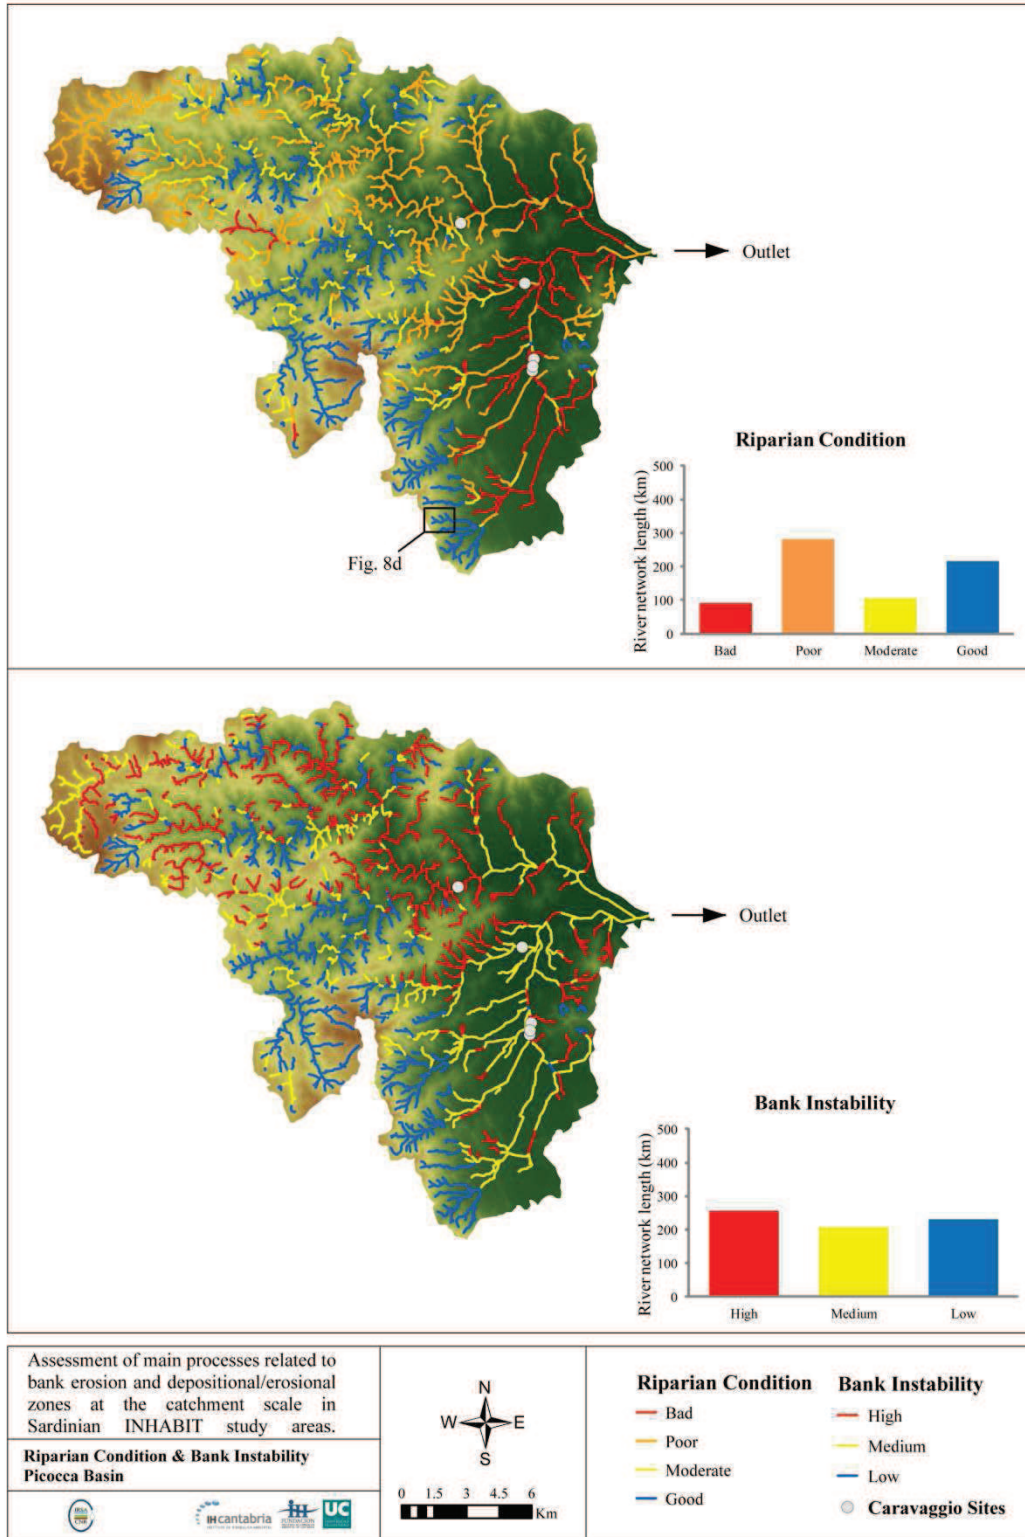 Outlet
Fig. 8d
Riparian Condition
River network length (km)
500
400
300
200
100
0
Bad Poor Moderate Good
Outlet
Bank Instability
River network length (km)
500
400
300
200
100
0
High Medium Low
Assessment of main processes related to
bank erosion and depositional/erosional
zones at the catchment scale in
Sardinian INHABIT study areas.
Riparian Condition & Bank Instability
Picocca Basin
IHcantabria
UC
N
W E
S
0 1.5 3 4.5 6
Km
Riparian Condition
Bad
Poor
Moderate
Good
Bank Instability
High
Medium
Low
Caravaggio Sites